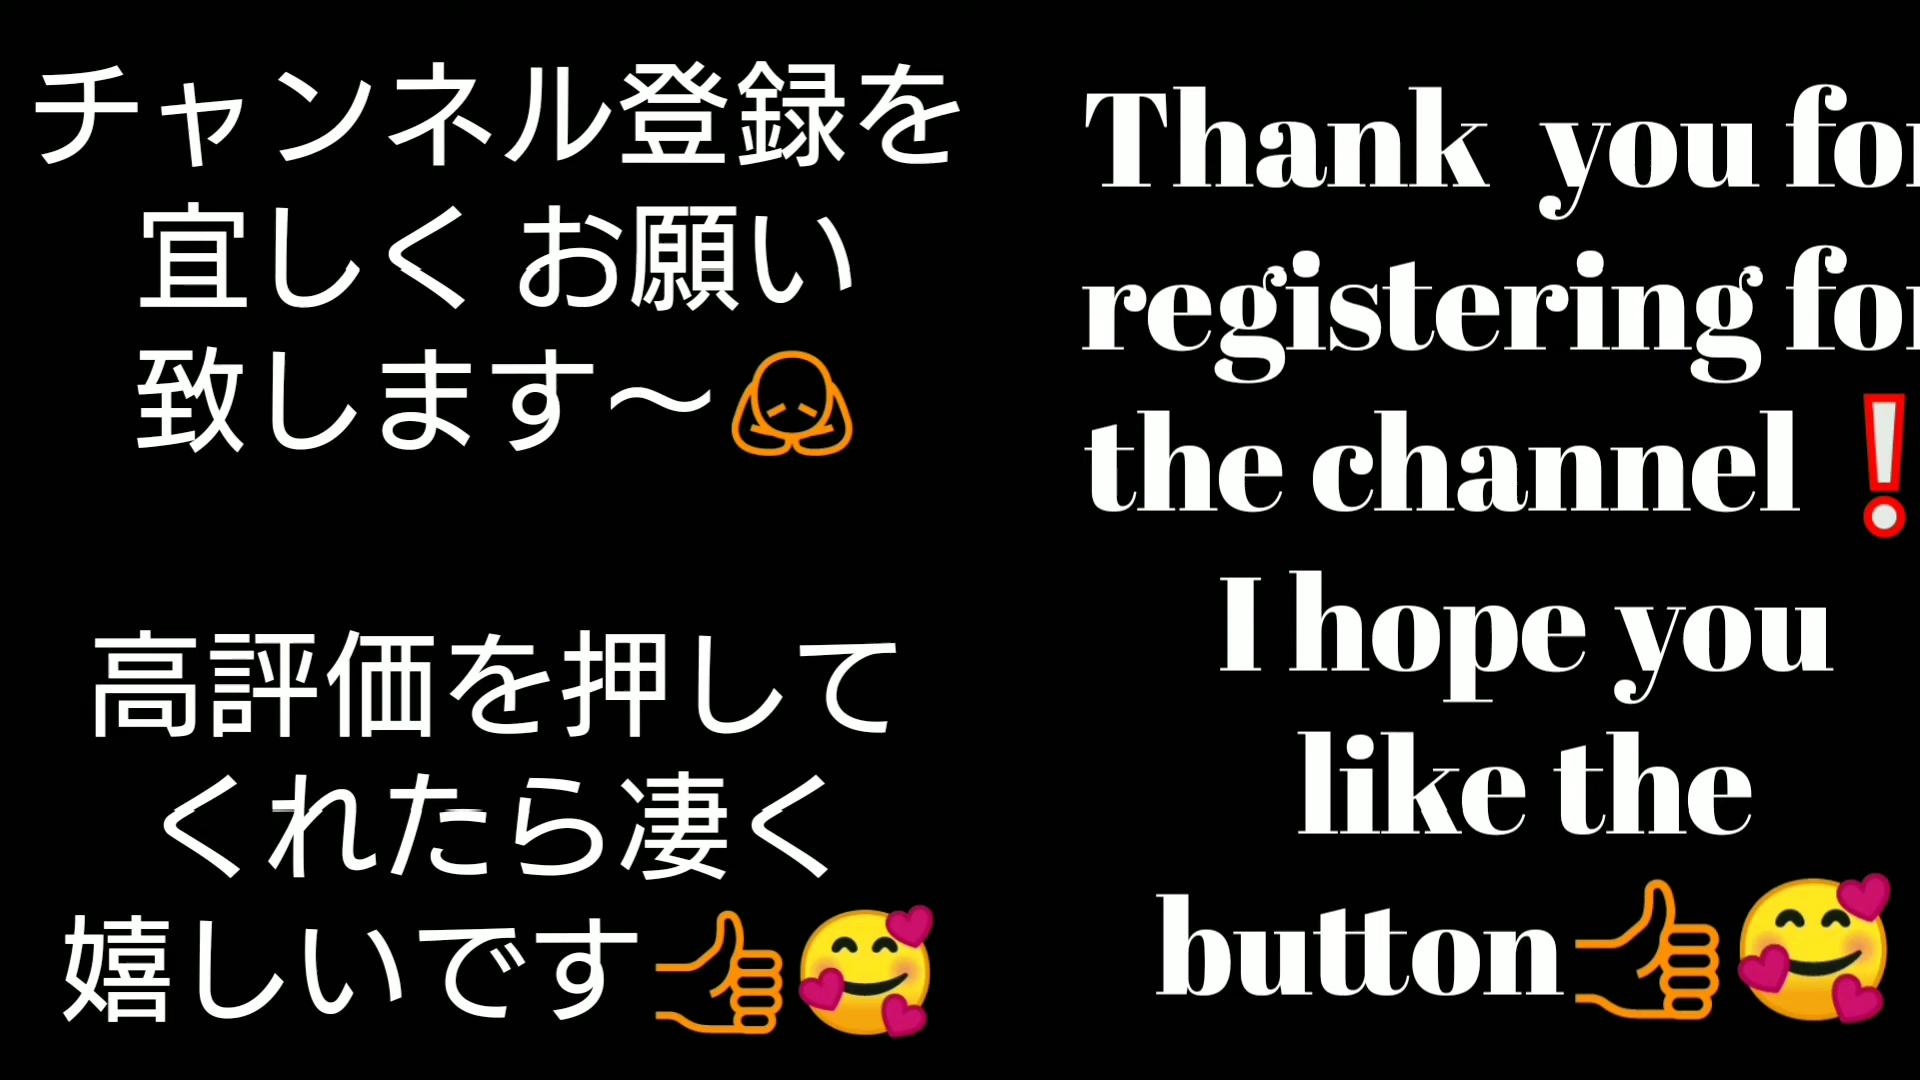 チャンネル登録を
宜しく お願い
致します〜🙇
高評価を押して
くれたら凄く
嬉しいです👍🥰
Thank you for
registering for
the channel❗
I hope you
like the
button👍🥰